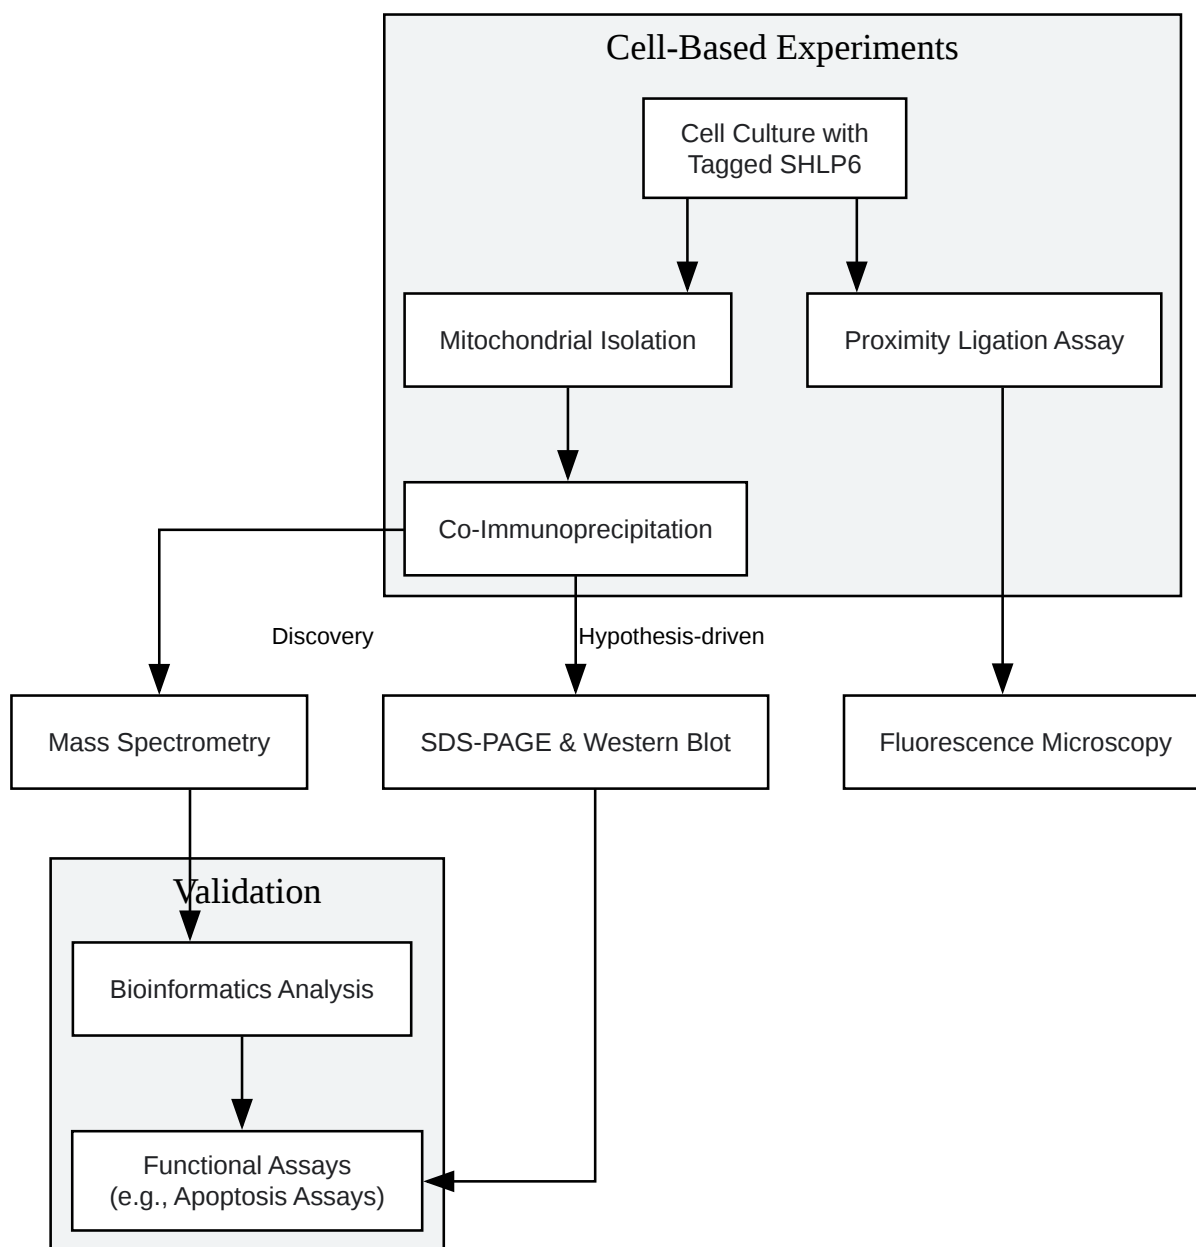 Cell-Based Experiments
Cell Culture with
Tagged SHLP6
Mitochondrial Isolation
Proximity Ligation Assay
Co-Immunoprecipitation
Discovery
Hypothesis-driven
Mass Spectrometry
SDS-PAGE & Western Blot
Fluorescence Microscopy
Validation
Bioinformatics Analysis
Functional Assays
(e.g., Apoptosis Assays)